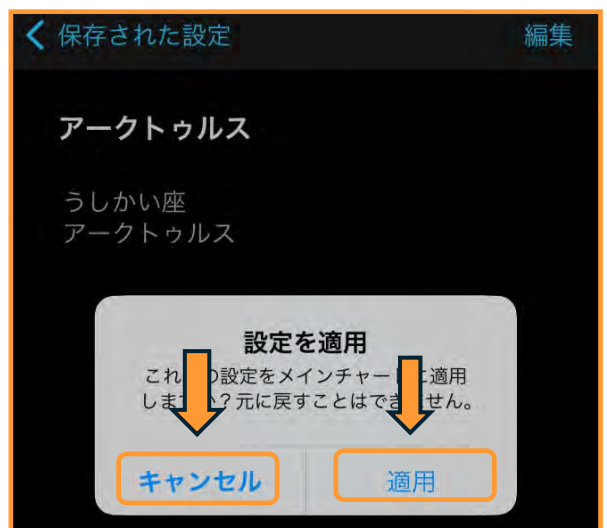 保存された設定
編集
アークトゥルス
うしかい座
アークトゥルス
設定を適用
これ の設定をメインチャー に適用
しま ?元に戻すことはでき せん。
キャンセル
適用